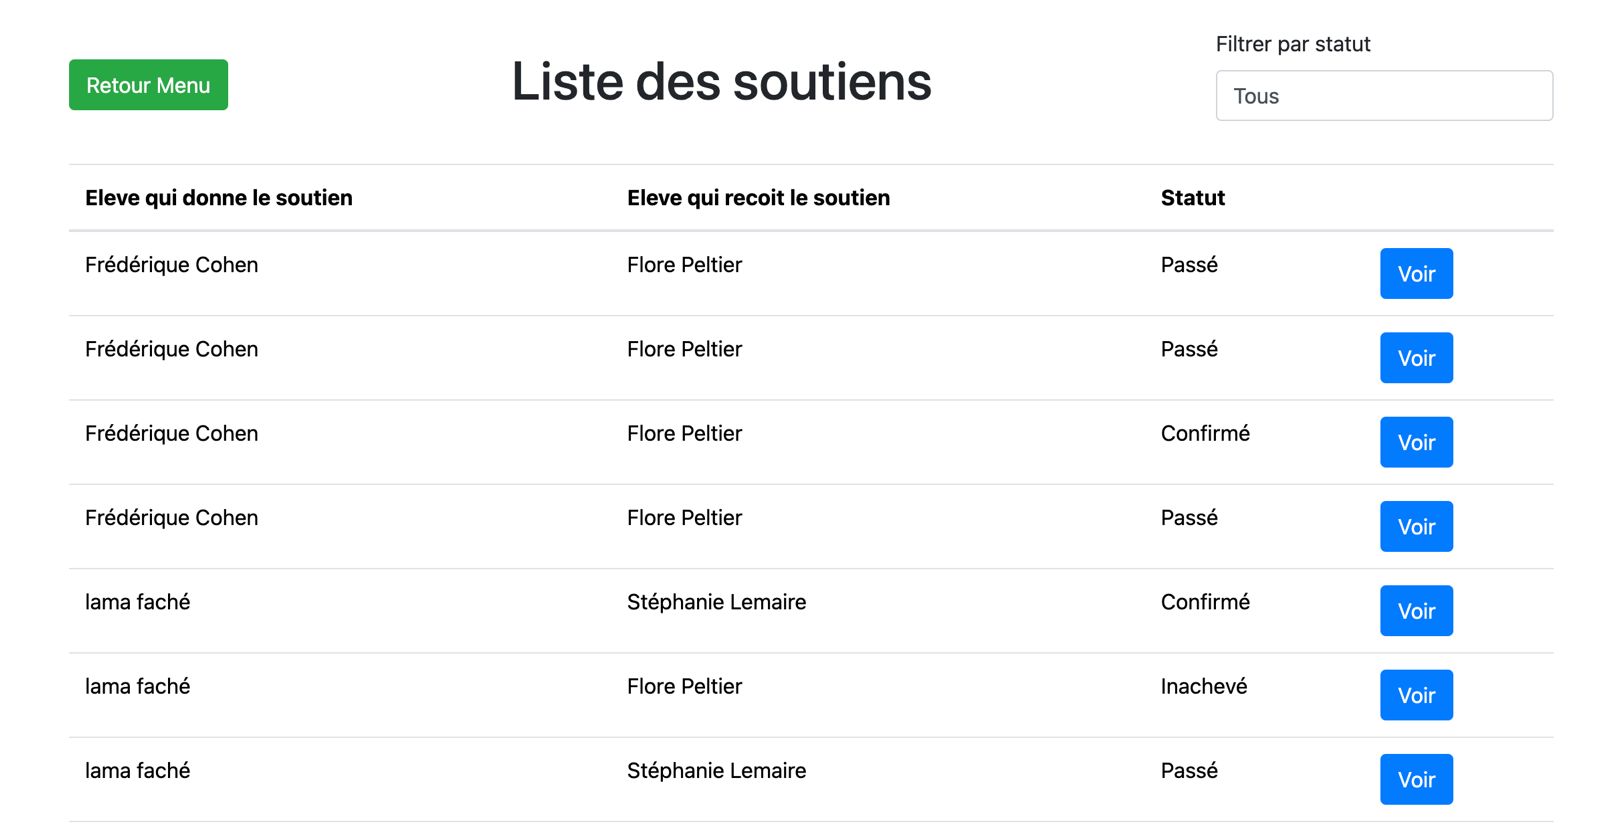 Filtrer par statut
Retour Menu
Liste des soutiens
Tous
Eleve qui donne le soutien Eleve qui recoit le soutien Statut
Frédérique Cohen Flore Peltier Passé Voir
Frédérique Cohen Flore Peltier Passé Voir
Frédérique Cohen Flore Peltier Confirmé Voir
Frédérique Cohen Flore Peltier Passé Voir
lama faché Stéphanie Lemaire Confirmé Voir
lama faché Flore Peltier Inachevé Voir
lama faché Stéphanie Lemaire Passé Voir